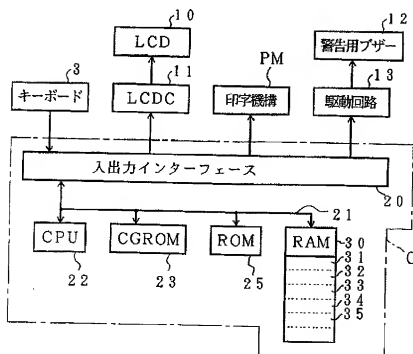 10
12
LCD
警告用ブザー
3
11
PM
13
キーボード
LCDC
印字機構
駆動回路
入出力インターフェース
20
21
CPU
CGROM
ROM
RAM
30
31
32
33
34
35
C
22
23
25